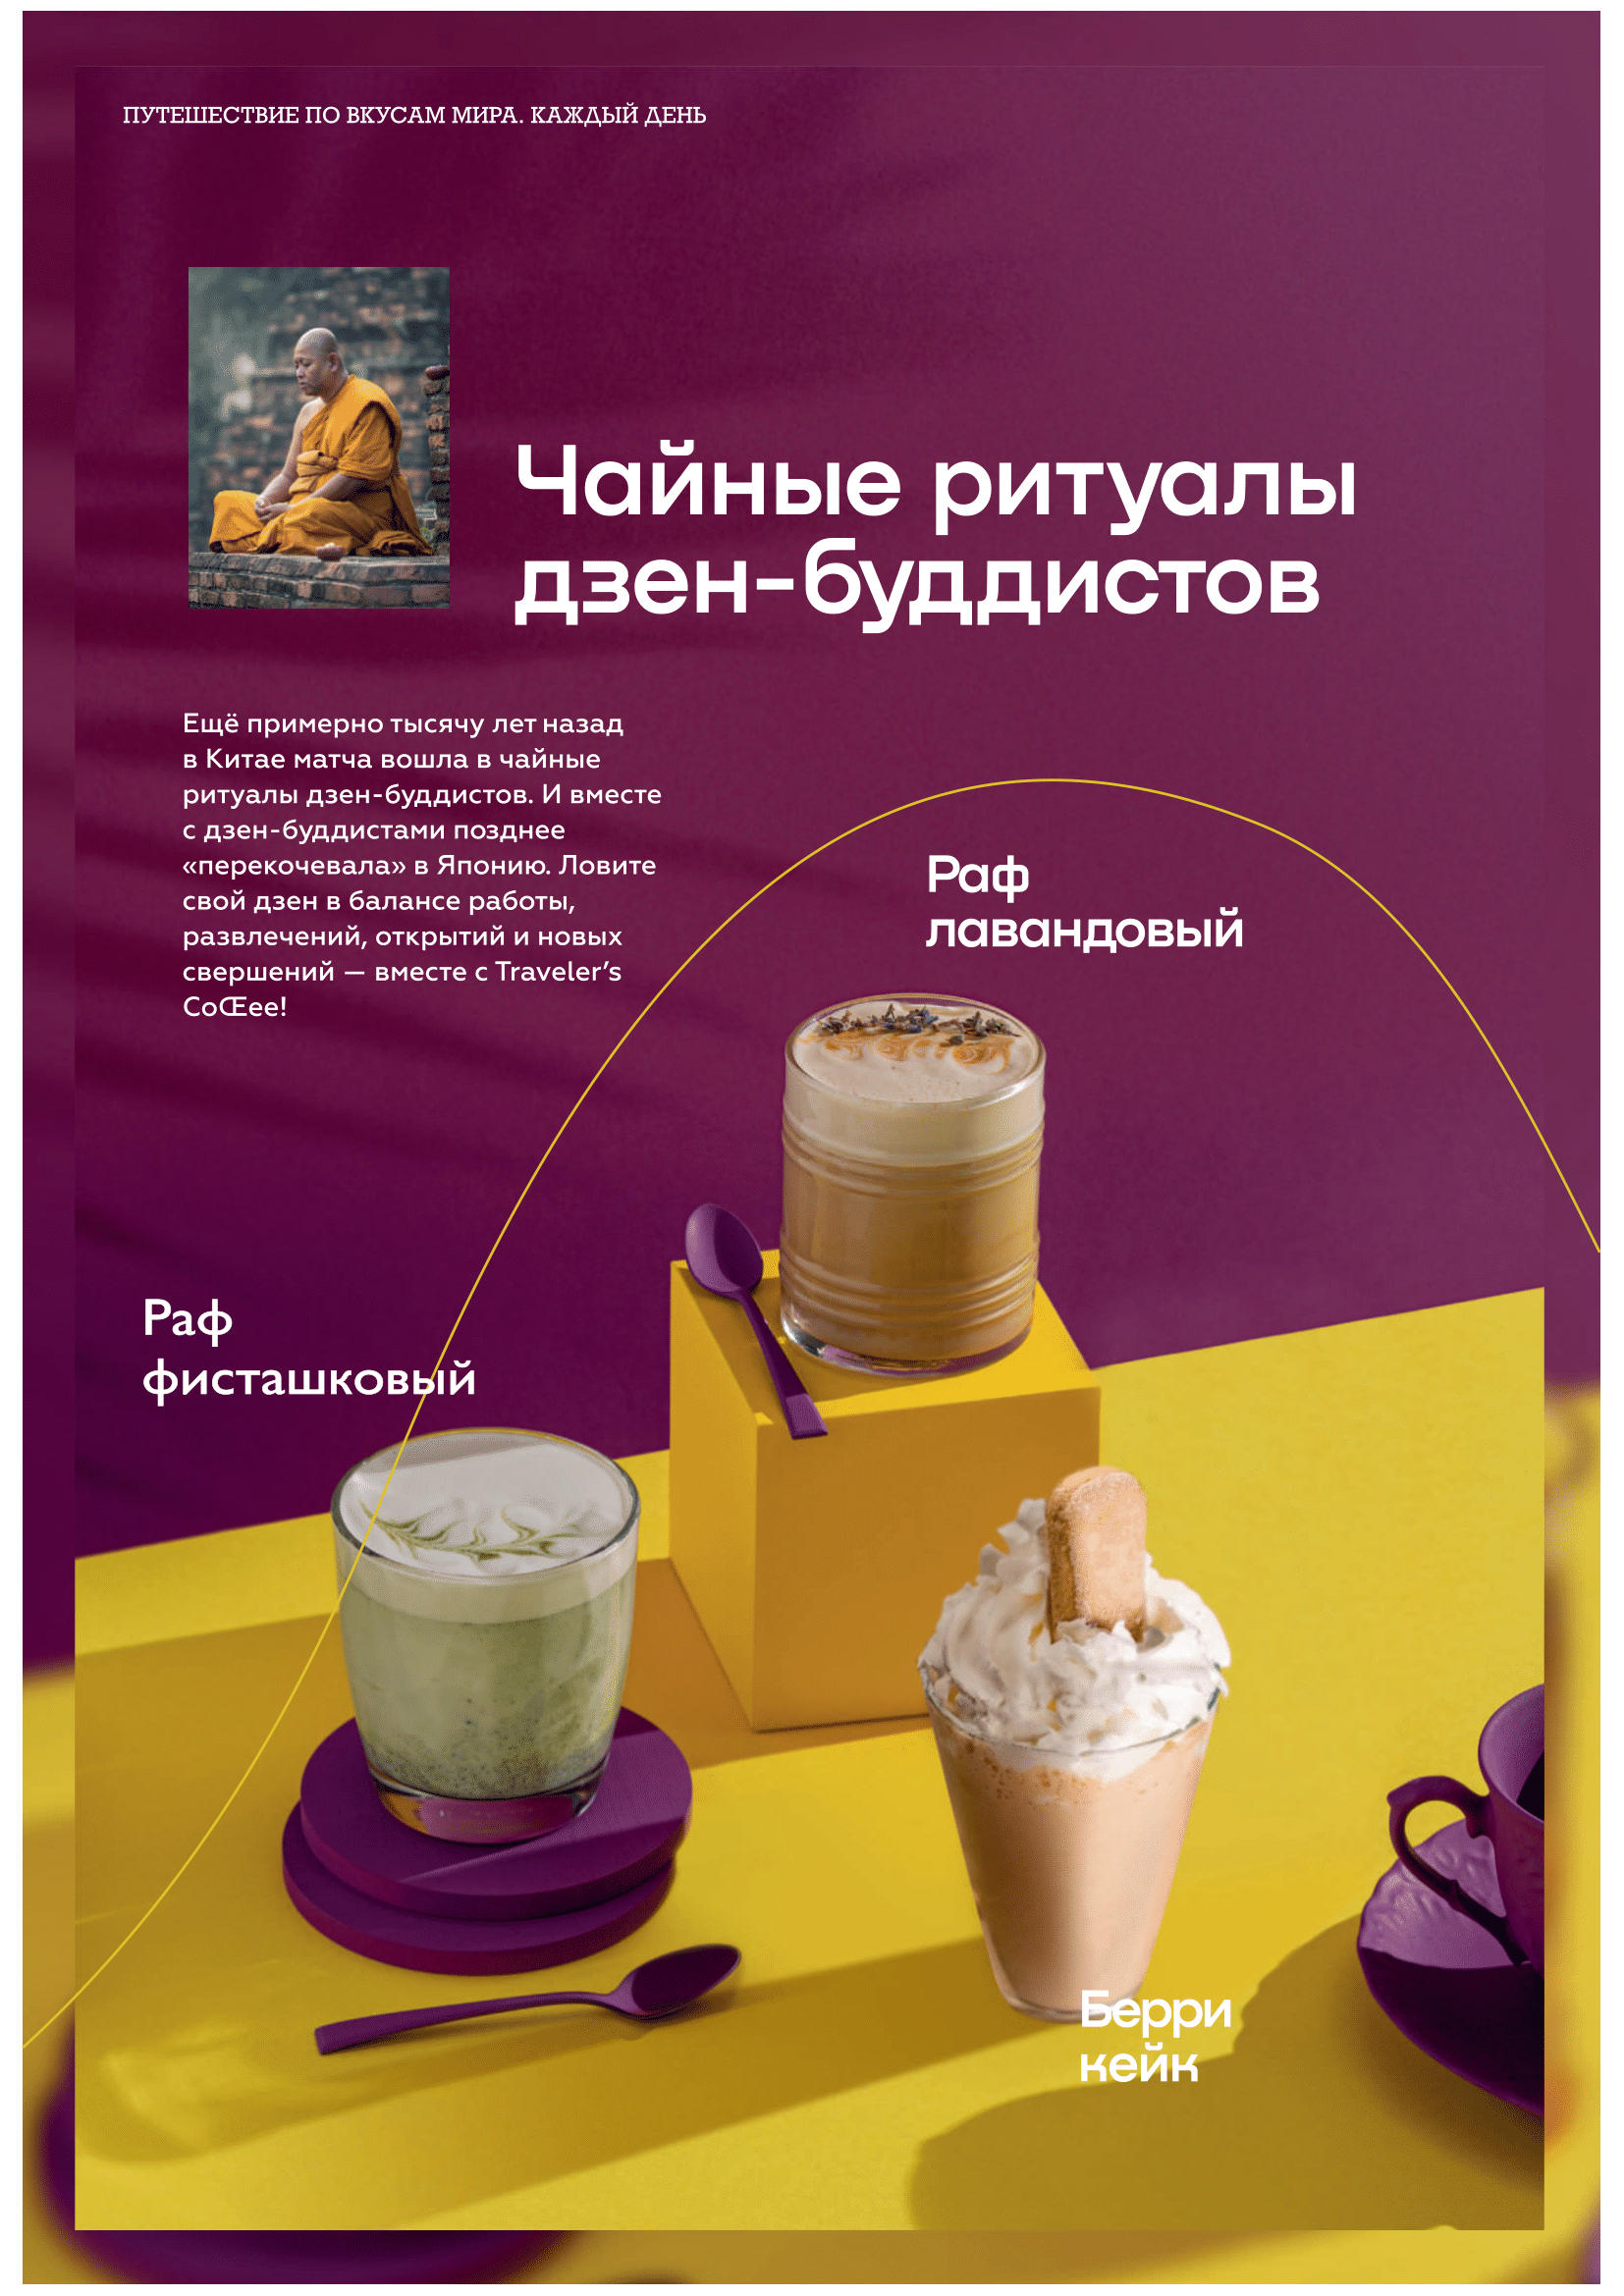 ПУТЕШЕСТВИЕ ПО ВКУСАМ МИРА. КАЖДЫЙ ДЕНЬ
Чайные ритуалы
дзен-буддистов
Ещё примерно тысячу лет назад
в Китае матча вошла в чайные
ритуалы дзен-буддистов. И вместе
с дзен-буддистами позднее
«перекочевала» в Японию. Ловите
свой дзен в балансе работы,
развлечений, открытий и новых
свершений — вместе с Traveler’s
CoŒee!
Раф
лавандовый
Раф
фисташковый
Берри
кейк